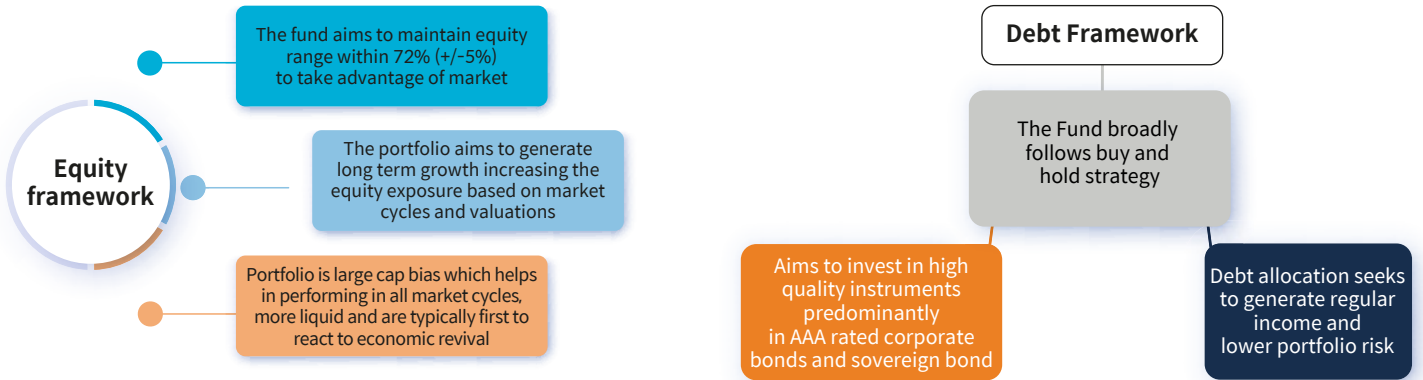 The fund aims to maintain equity
range within 72% (+/-5%)
to take advantage of market
Equity
framework
The portfolio aims to generate
long term growth increasing the
equity exposure based on market
cycles and valuations
Portfolio is large cap bias which helps
in performing in all market cycles,
more liquid and are typically first to
react to economic revival
Debt Framework
The Fund broadly
follows buy and
hold strategy
Aims to invest in high
quality instruments
predominantly
in AAA rated corporate
bonds and sovereign bond
Debt allocation seeks
to generate regular
income and
lower portfolio risk